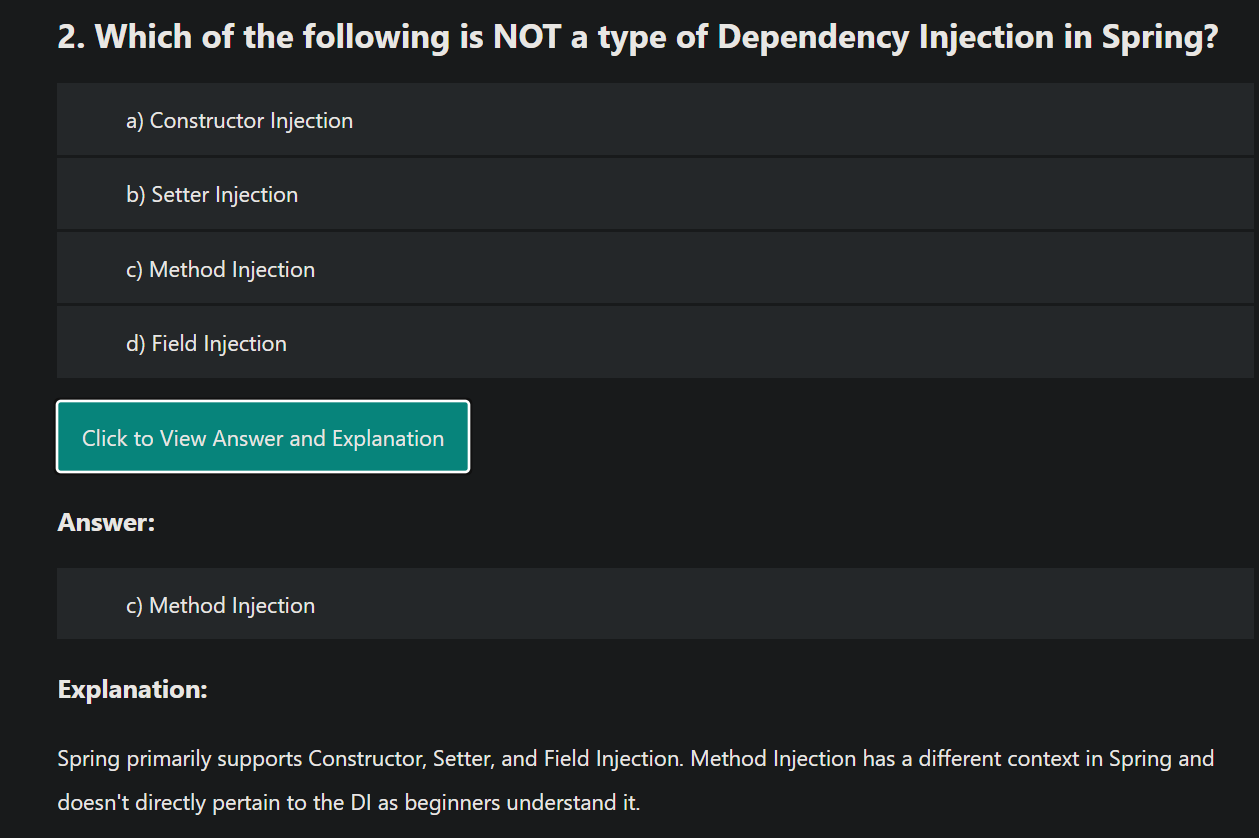 2. Which of the following is NOT a type of Dependency Injection in Spring?
a) Constructor Injection
b) Setter Injection
c) Method Injection
d) Field Injection
Click to View Answer and Explanation
Answer:
c) Method Injection
Explanation:
Spring primarily supports Constructor, Setter, and Field Injection. Method Injection has a different context in Spring and
doesn't directly pertain to the DI as beginners understand it.